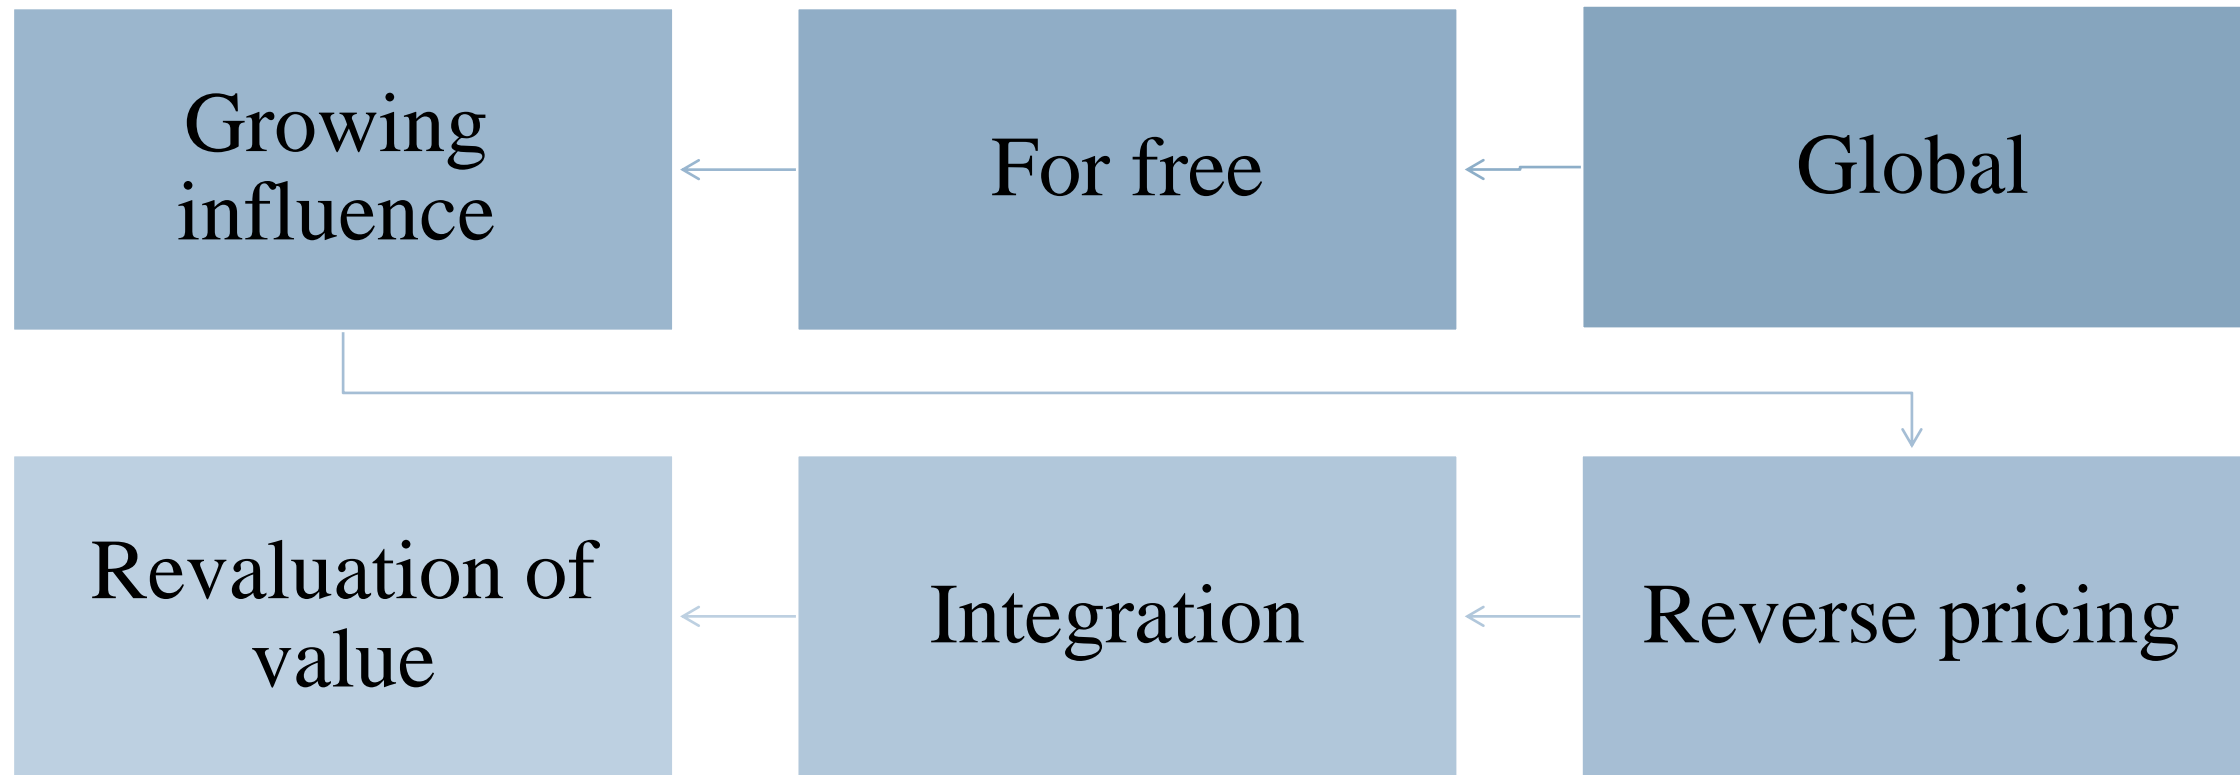 Growing
influence
For free
Global
Revaluation of
value
Integration
Reverse pricing